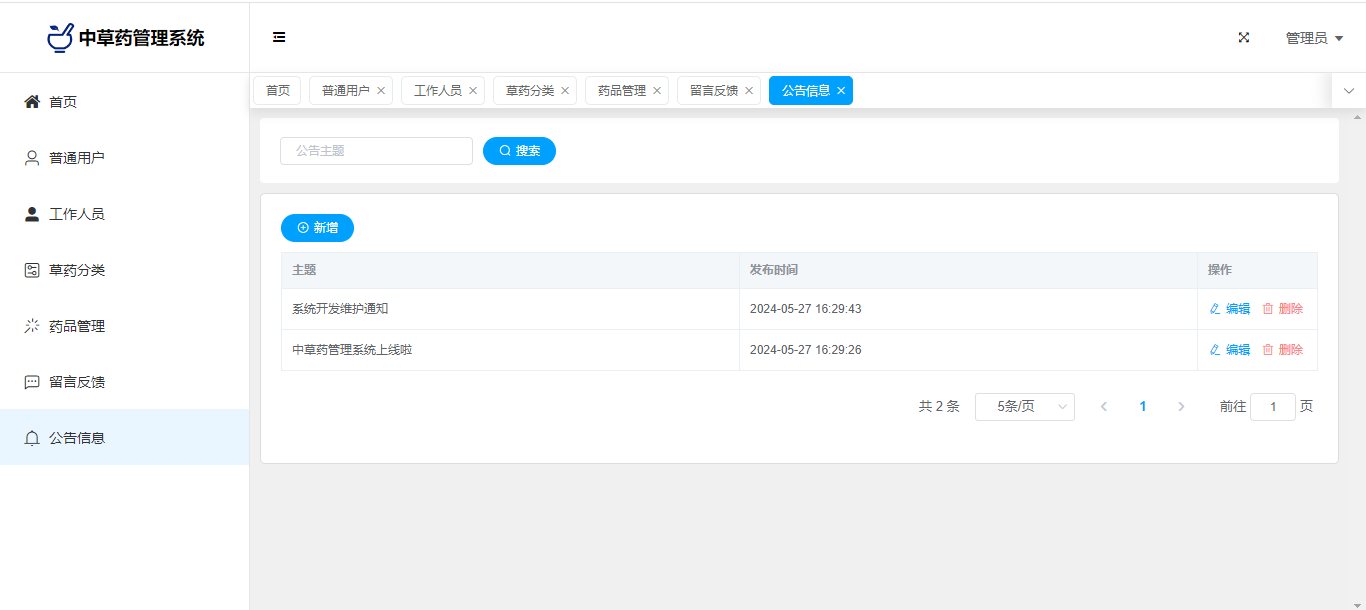 中草药管理系统
管理员
首页
普通用户
工作人员
草药分类
药品管理
留言反馈
公告信息
首页 普通用户 工作人员 草药分类 药品管理 留言反馈 公告信息
公告主题 搜索
新增
主题 发布时间 操作
系统开发维护通知 2024-05-27 16:29:43 编辑 删除
中草药管理系统上线啦 2024-05-27 16:29:26 编辑 删除
共 2 条 5条/页 1 前往 1 页